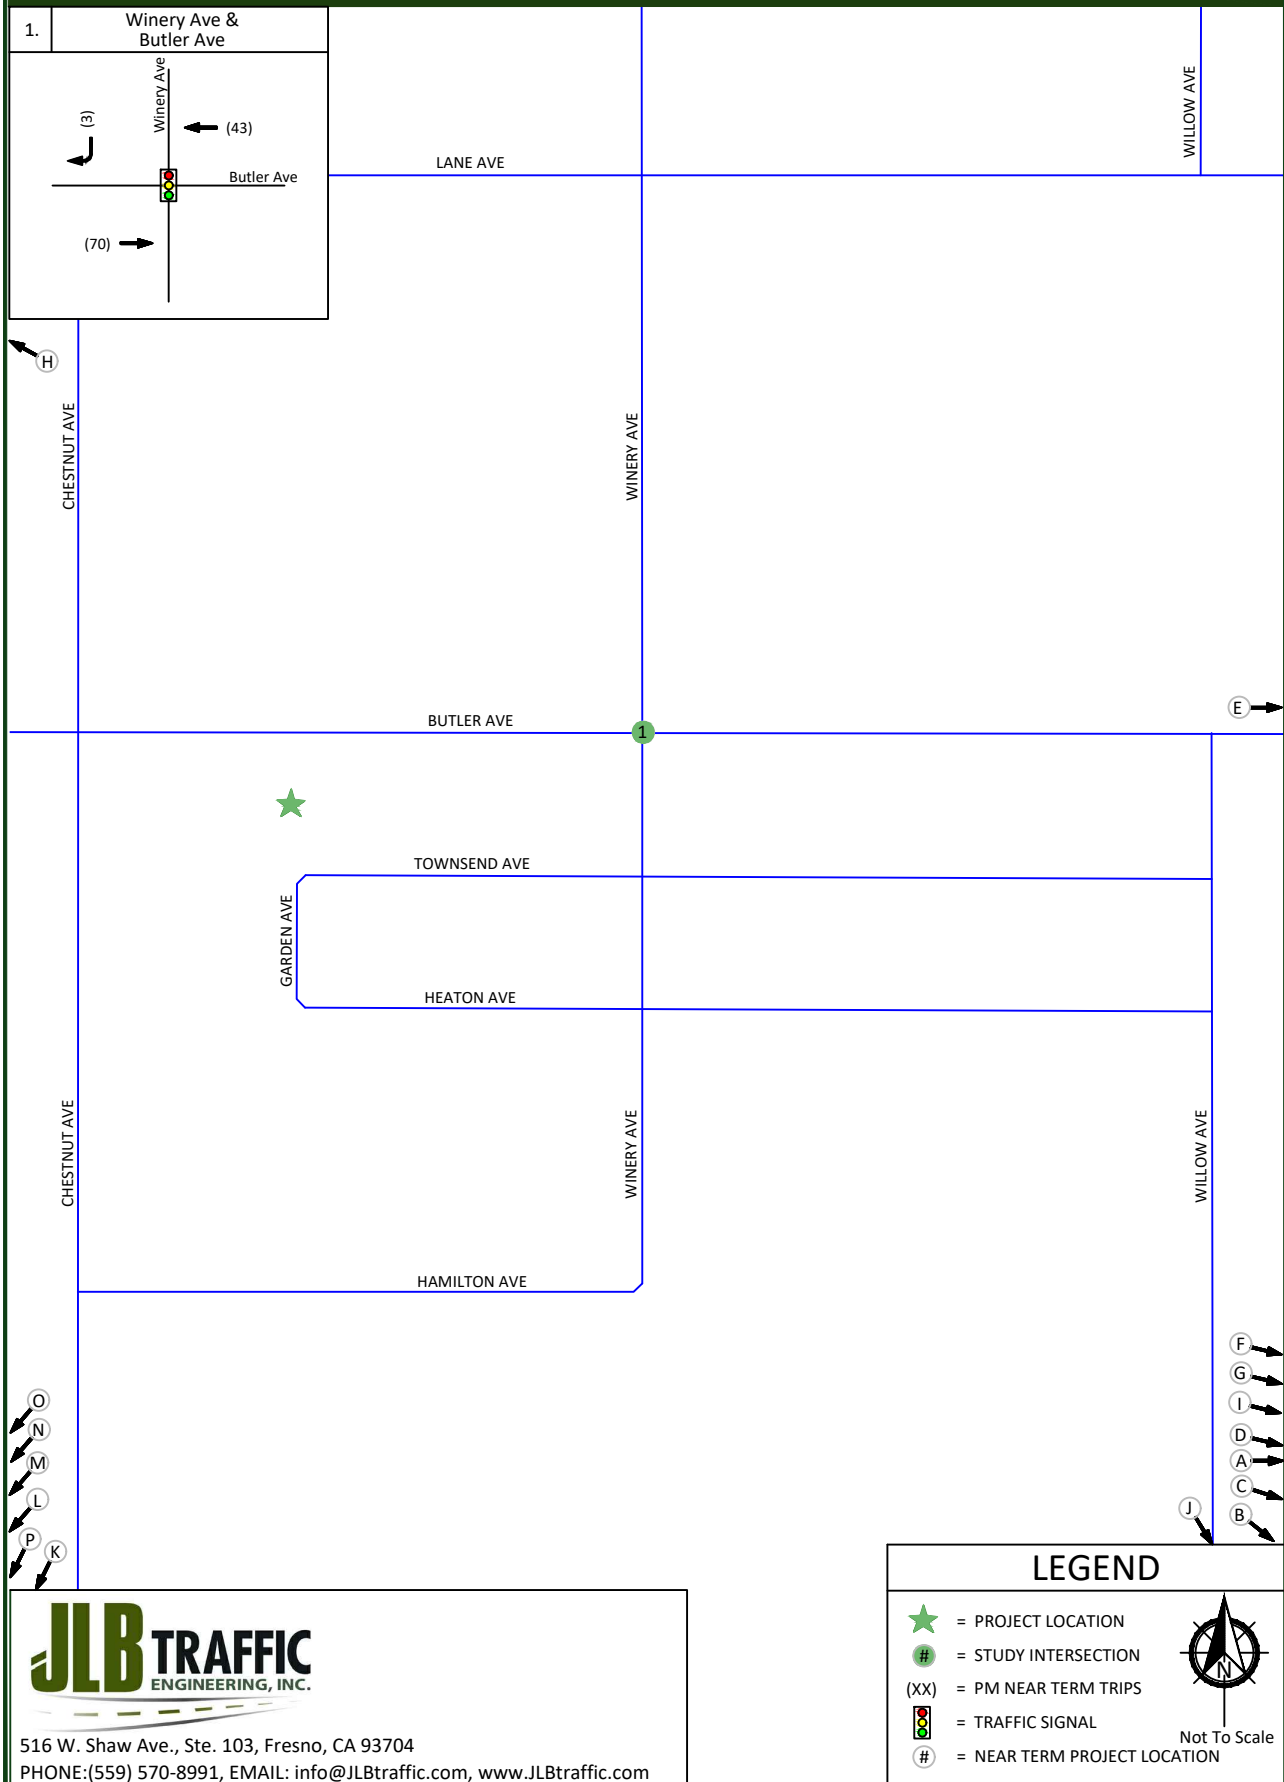 1.
Winery Ave &
Butler Ave
Winery Ave
(3)
(43)
Butler Ave
(70)
WILLOW AVE
LANE AVE
H
CHESTNUT AVE
WINERY AVE
E
BUTLER AVE
1
TOWNSEND AVE
GARDEN AVE
HEATON AVE
CHESTNUT AVE
WINERY AVE
WILLOW AVE
HAMILTON AVE
F
G
I
D
A
C
B
J
O
N
M
L
P
K
JLB TRAFFIC
ENGINEERING, INC.
516 W. Shaw Ave., Ste. 103, Fresno, CA 93704
PHONE:(559) 570-8991, EMAIL: info@JLBtraffic.com, www.JLBtraffic.com
LEGEND
= PROJECT LOCATION
# = STUDY INTERSECTION
(XX) = PM NEAR TERM TRIPS
= TRAFFIC SIGNAL
# = NEAR TERM PROJECT LOCATION
N
Not To Scale